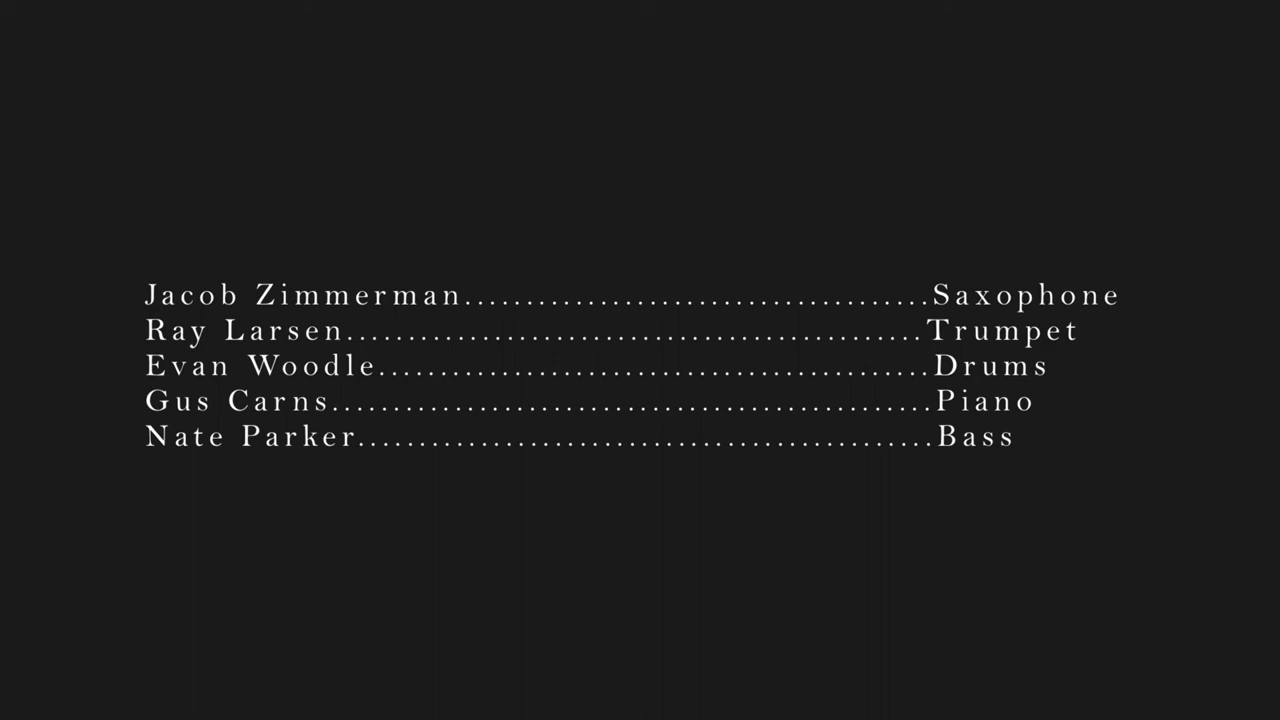 Jacob Zimmerman......................................Saxophone
Ray Larsen...............................................Trumpet
Evan Woodle.............................................Drums
Gus Carns.................................................Piano
Nate Parker...............................................Bass